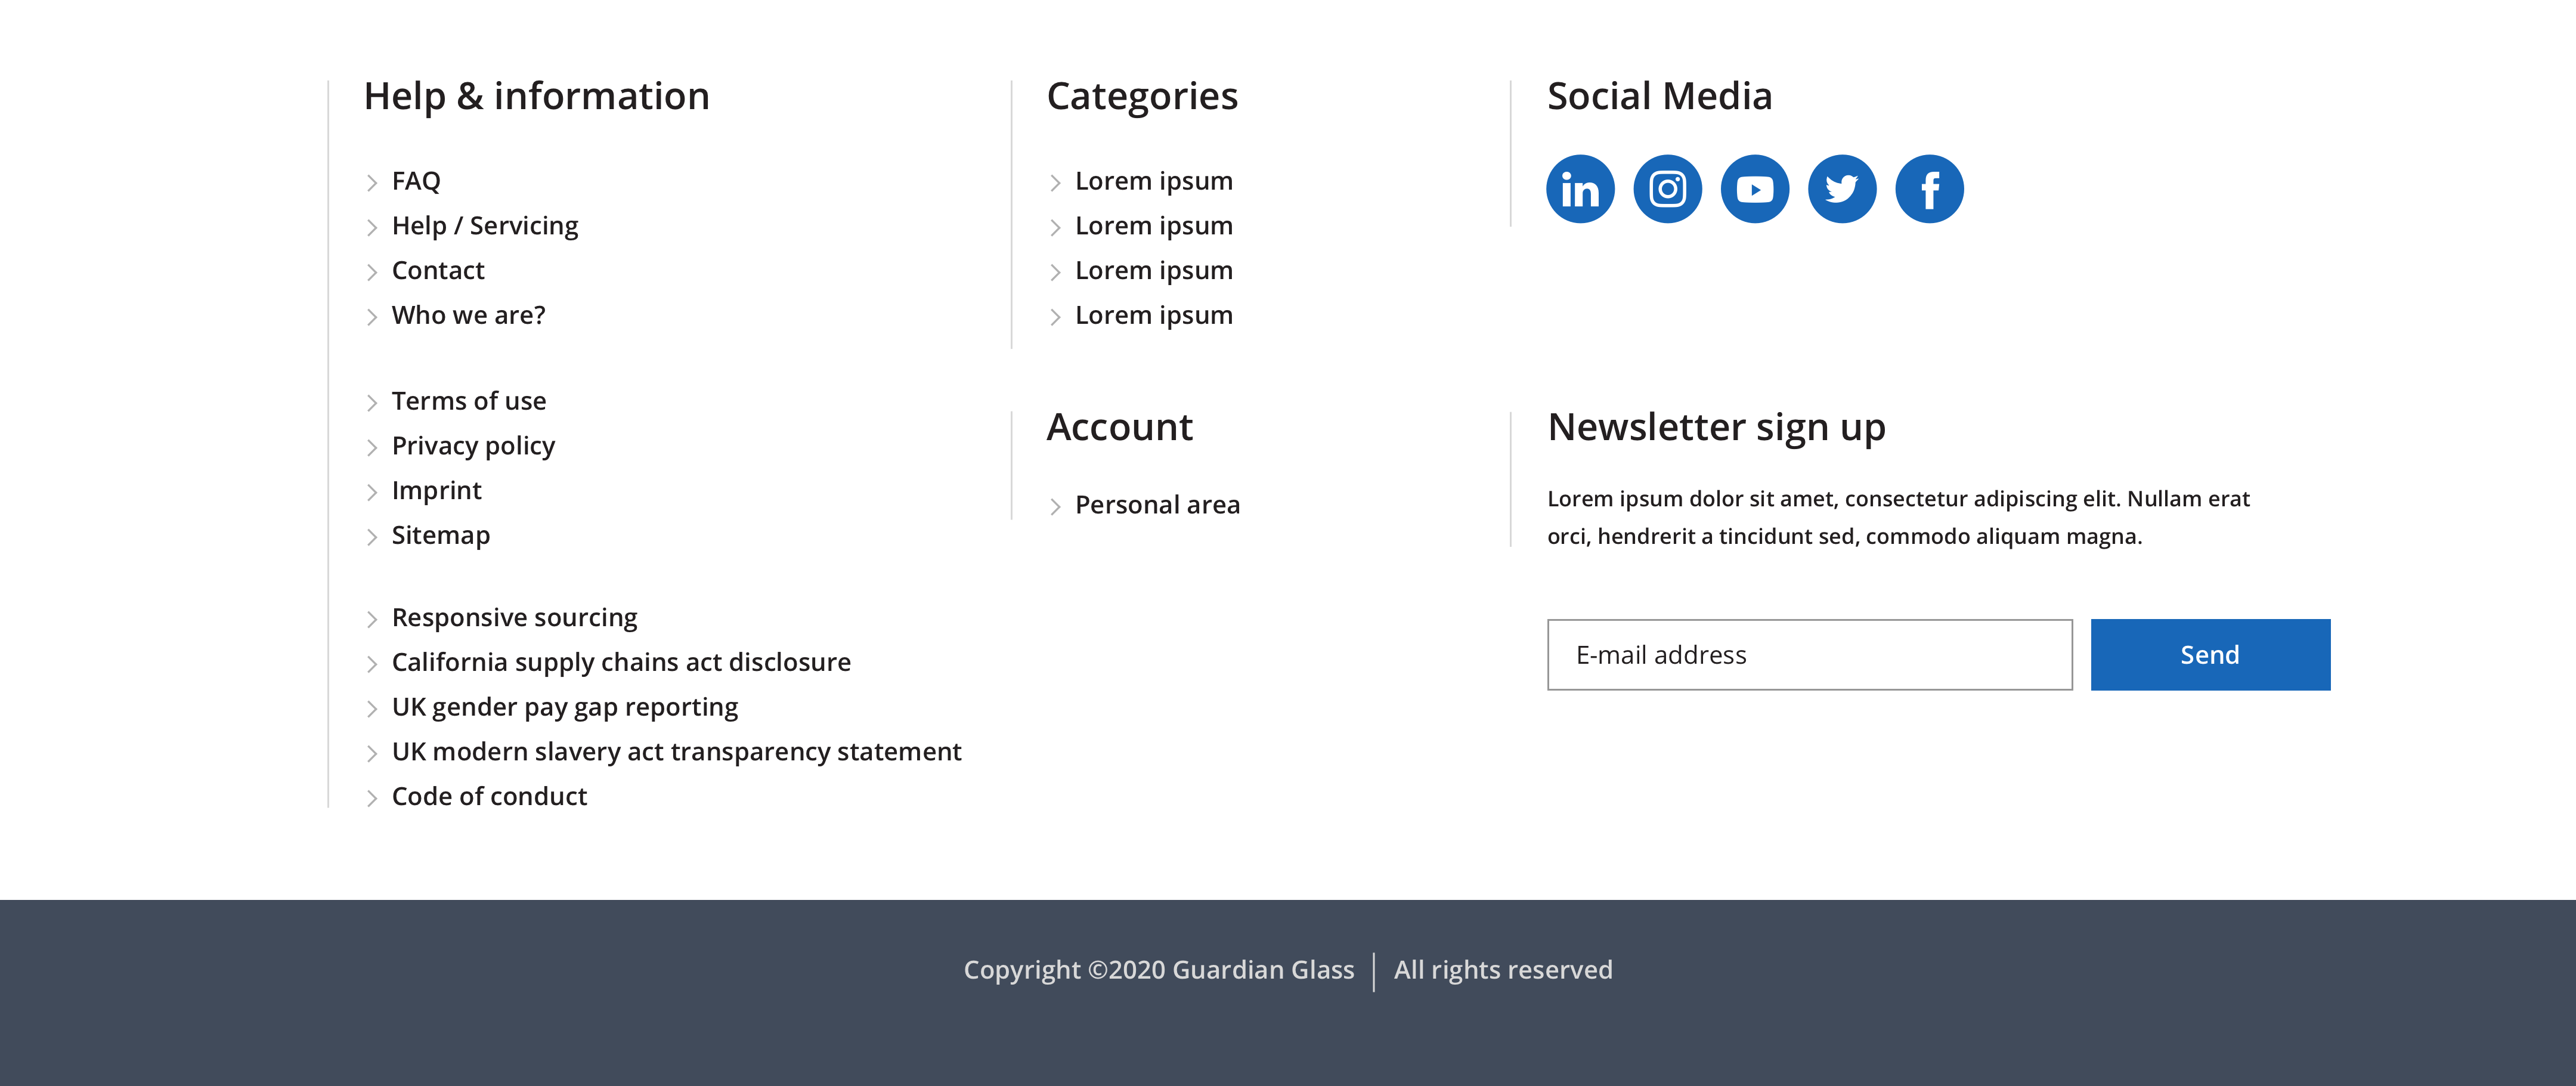 Help & information
FAQ
Help / Servicing
Contact
Who we are?
Terms of use
Privacy policy
Imprint
Sitemap
Responsive sourcing
California supply chains act disclosure
UK gender pay gap reporting
UK modern slavery act transparency statement
Code of conduct
Categories
Lorem ipsum
Lorem ipsum
Lorem ipsum
Lorem ipsum
Account
Personal area
Social Media
Newsletter sign up
Lorem ipsum dolor sit amet, consectetur adipiscing elit. Nullam erat
orci, hendrerit a tincidunt sed, commodo aliquam magna.
E-mail address
Send
Copyright ©2020 Guardian Glass | All rights reserved